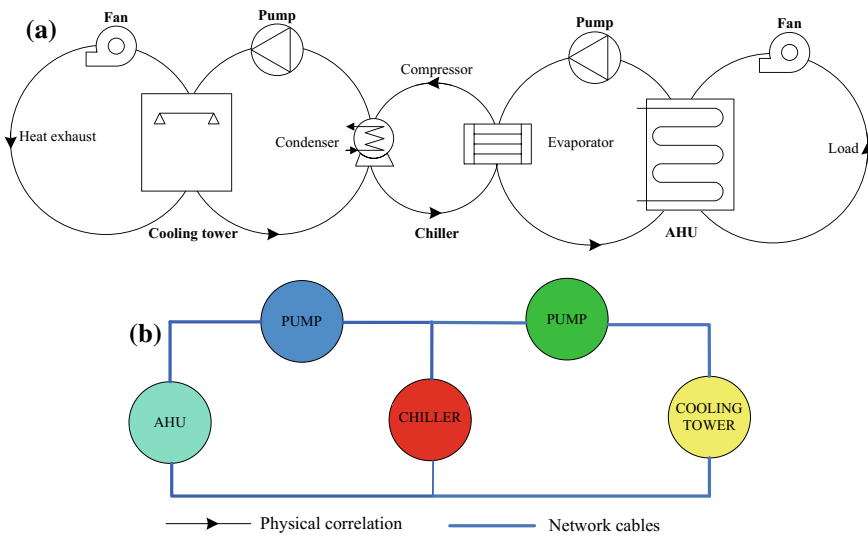 (a)
Fan
Pump
Pump
Fan
Compressor
Heat exhaust
Condenser
Evaporator
Load
Cooling tower
Chiller
AHU
(b)
PUMP
PUMP
AHU
CHILLER
COOLING
TOWER
Physical correlation
Network cables